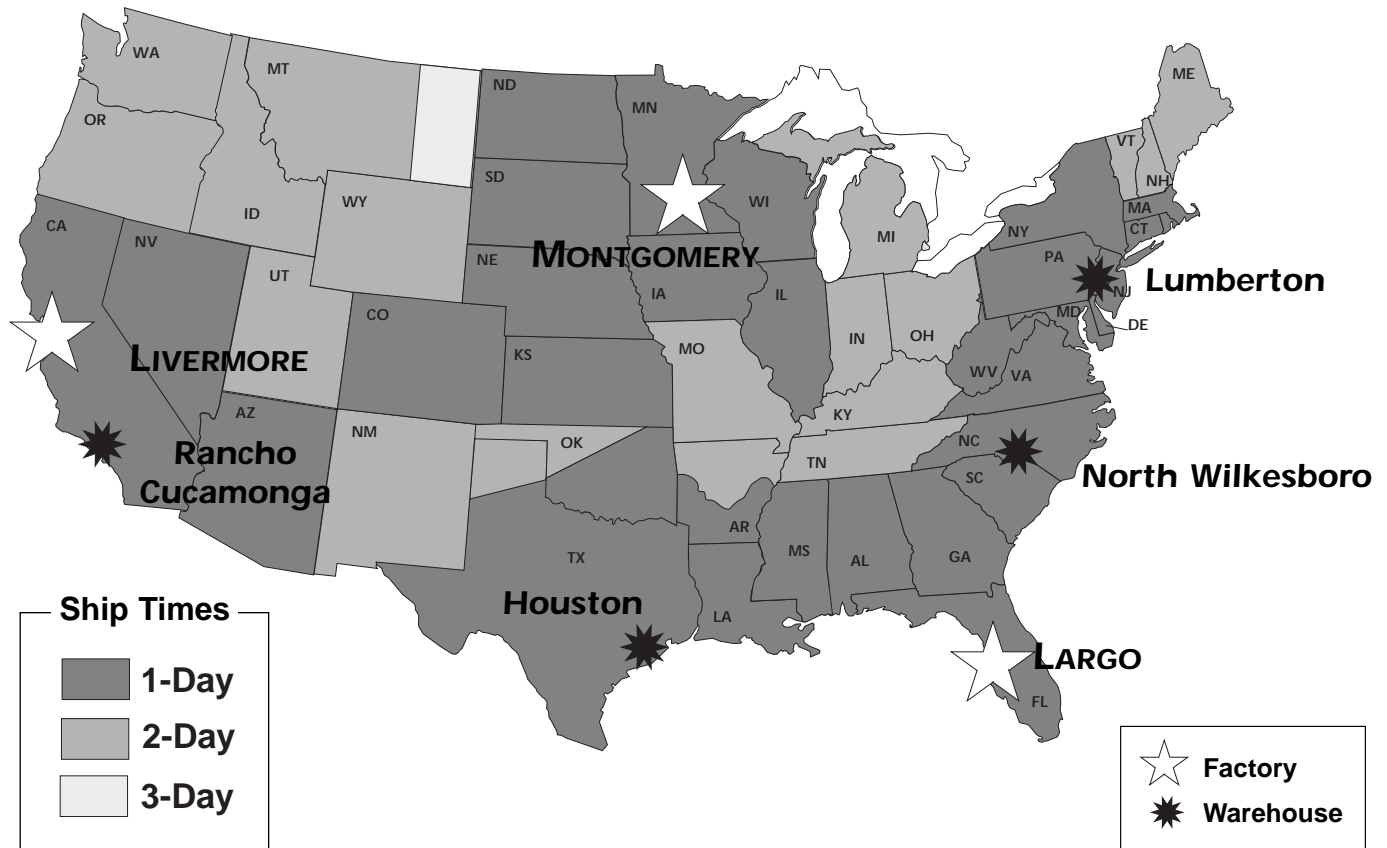 WA
MT
ND
MN
ME
OR
VT
NH
ID
WY
SD
WI
MI
NY
MA
CT
CA
NV
UT
NE
MONTGOMERY
IA
IL
IN
OH
PA
NJ
Lumberton
MD
DE
CO
KS
MO
WV
VA
KY
LIVERMORE
AZ
NM
OK
TN
NC
SC
Rancho
Cucamonga
North Wilkesboro
AR
TX
MS
AL
GA
LA
Houston
LARGO
FL
Ship Times
1-Day
2-Day
3-Day
Factory
Warehouse